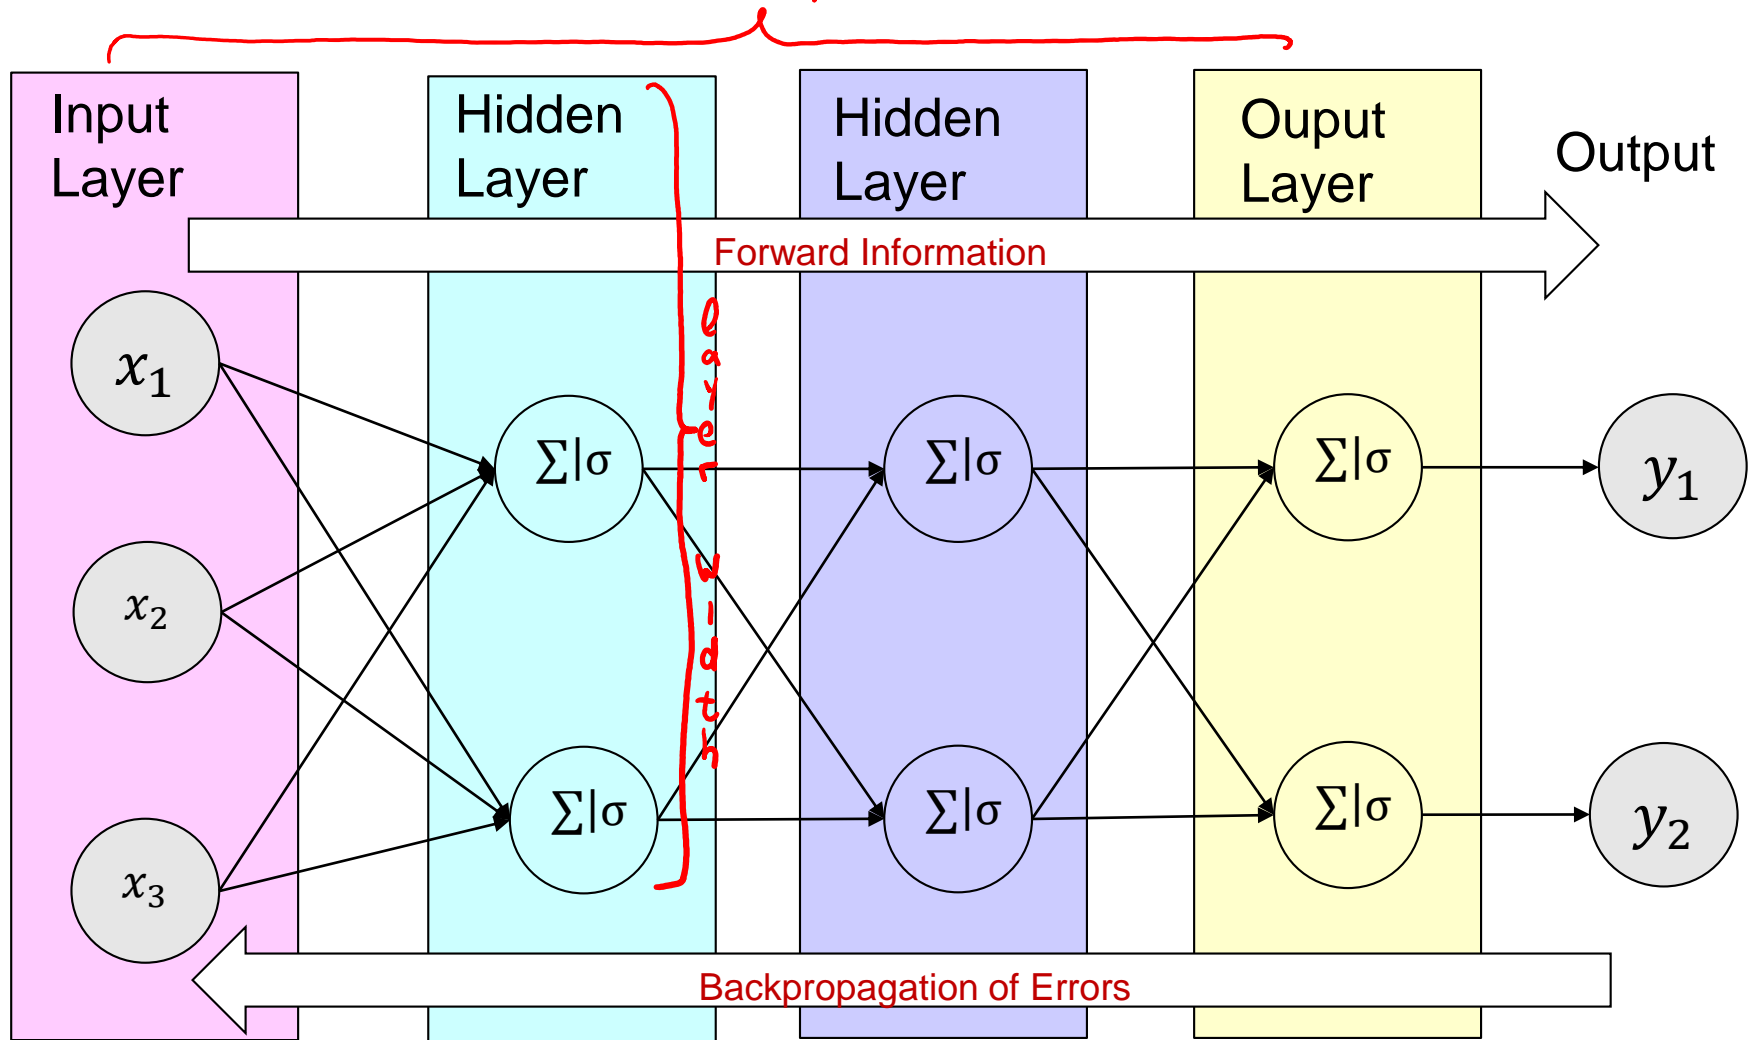 Input
Layer
Hidden
Layer
Hidden
Layer
Ouput
Layer
Output
Forward Information
x₁
x₂
x₃
Layer width
∑|σ
∑|σ
∑|σ
∑|σ
∑|σ
∑|σ
y₁
y₂
Backpropagation of Errors